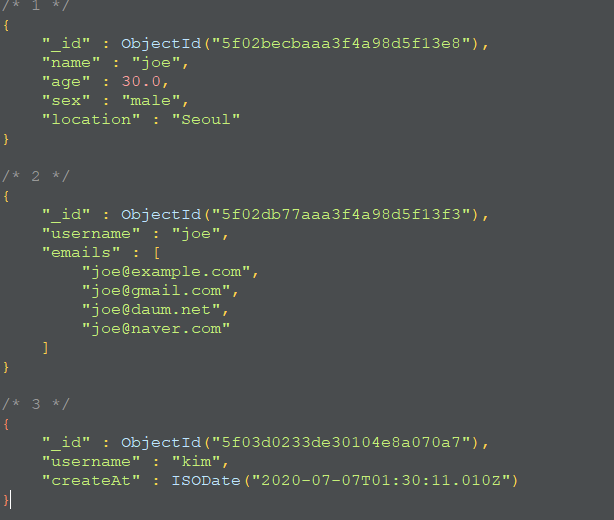 /* 1 */
{
"_id" : ObjectId("5f02becbaaa3f4a98d5f13e8"),
"name" : "joe",
"age" : 30.0,
"sex" : "male",
"location" : "Seoul"
}
/* 2 */
{
"_id" : ObjectId("5f02db77aaa3f4a98d5f13f3"),
"username" : "joe",
"emails" : [
"joe@example.com",
"joe@gmail.com",
"joe@daum.net",
"joe@naver.com"
]
}
/* 3 */
{
"_id" : ObjectId("5f03d0233de30104e8a070a7"),
"username" : "kim",
"createAt" : ISODate("2020-07-07T01:30:11.010Z")
}